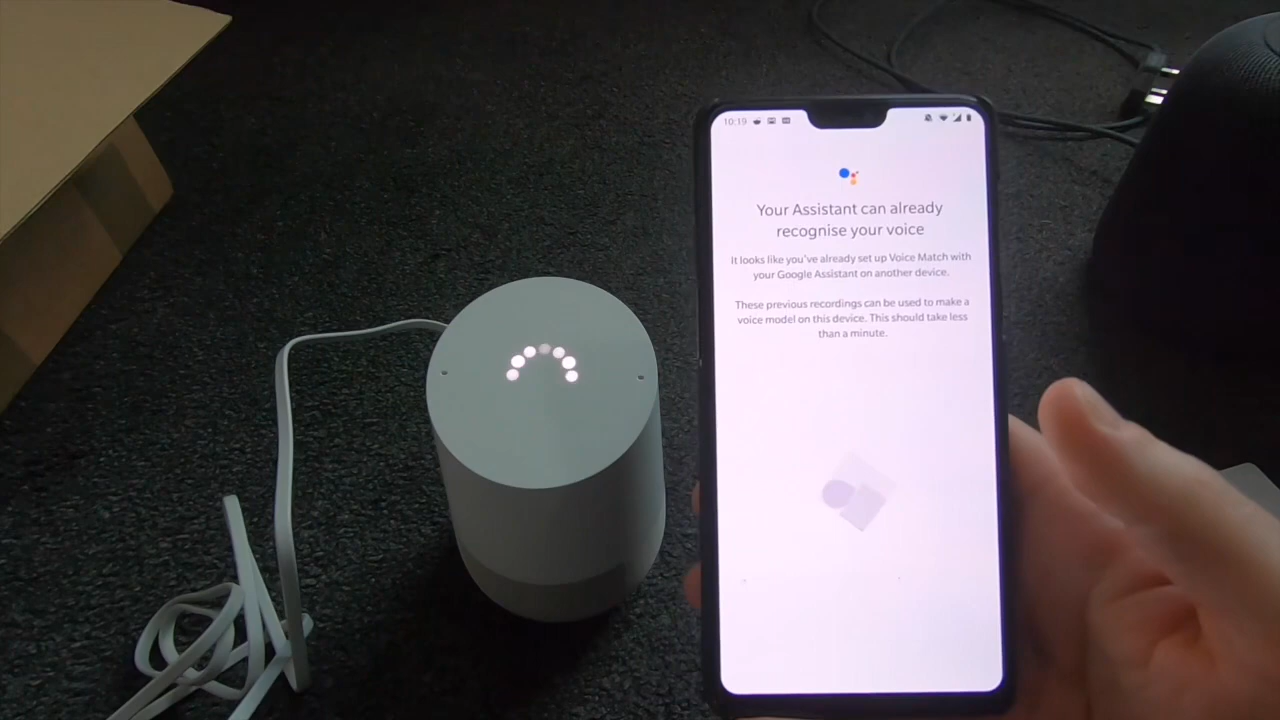 10:19
Your Assistant can already
recognise your voice
It looks like you've already set up Voice Match with
your Google Assistant on another device.
These previous recordings can be used to make a
voice model on this device. This should take less
than a minute.